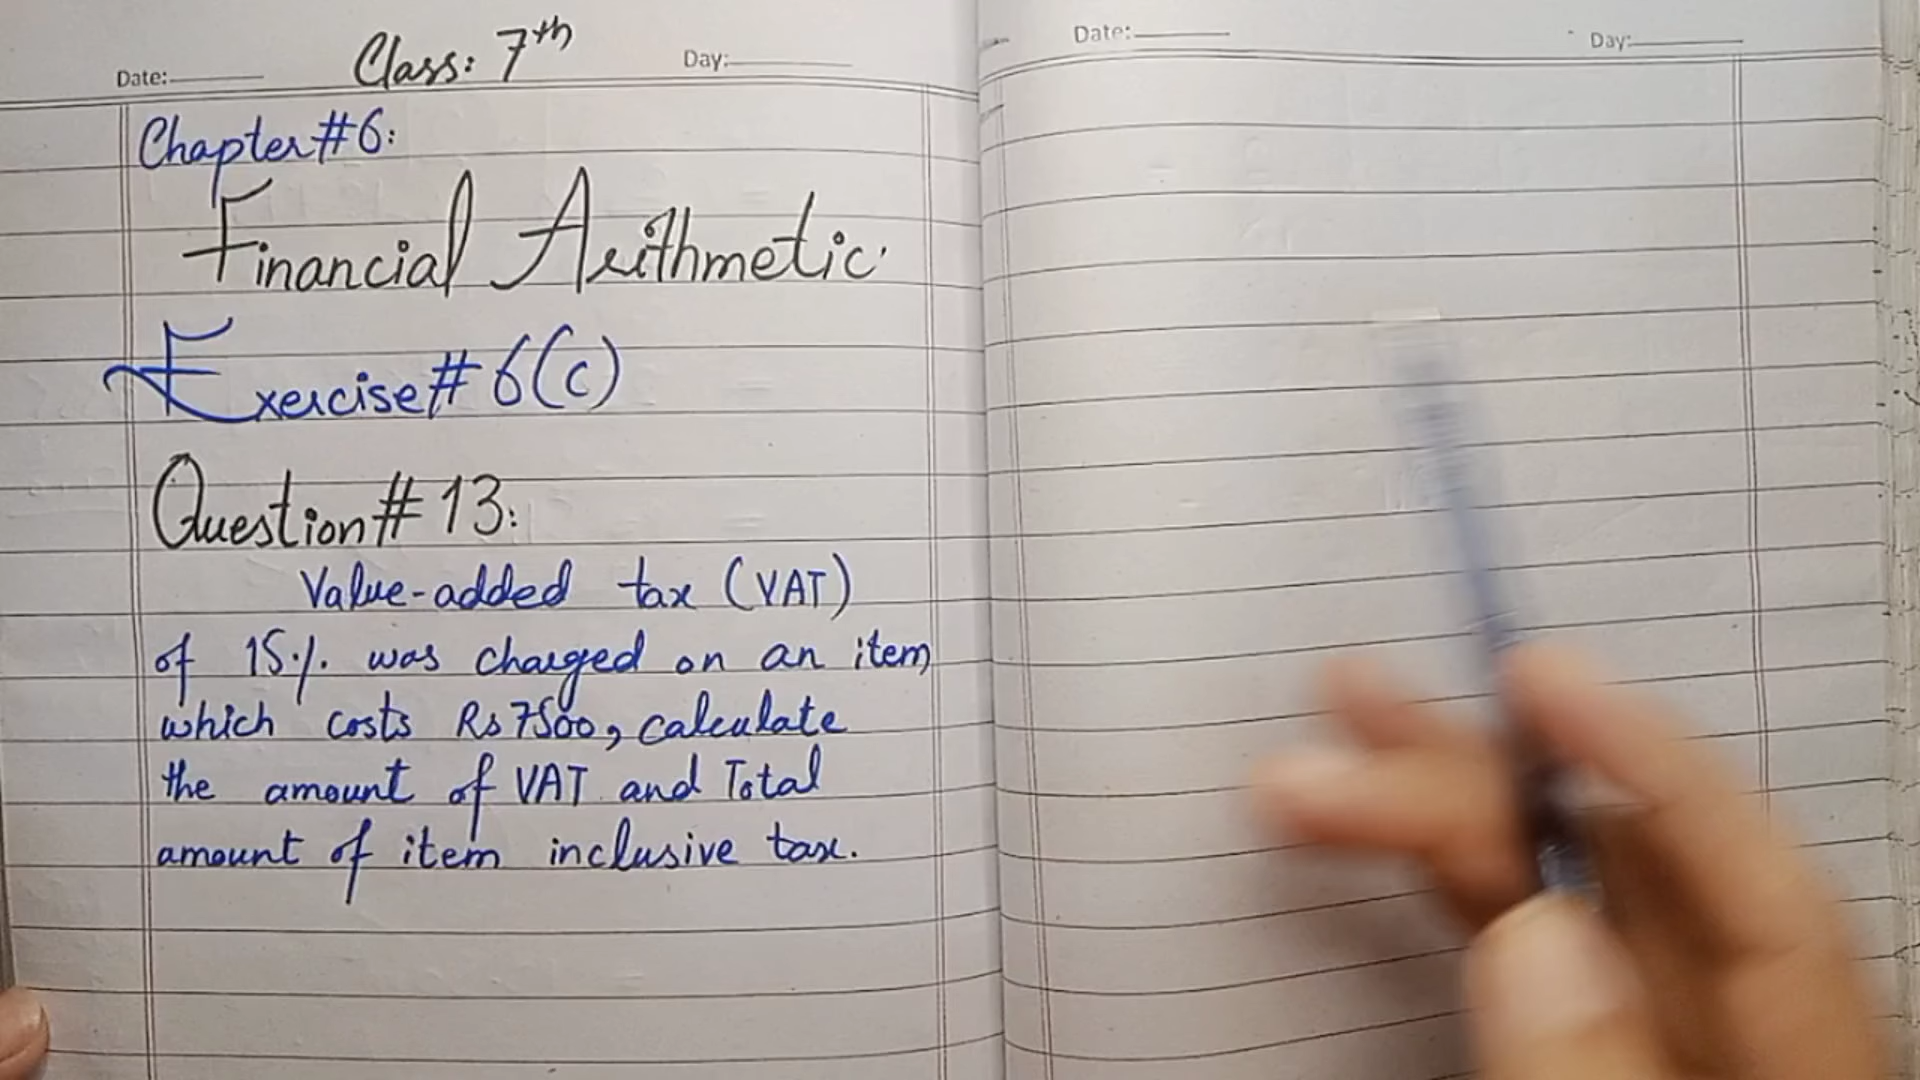 Class: 7th
Date: Day:
Chapter#6:
Financial Arithmetic.
Exercise# 6(c)
Question# 13:
Value-added tax (VAT)
of 15% was charged on an item
which costs Rs 7500, calculate
the amount of VAT and Total
amount of item inclusive tax.
Date: Day: